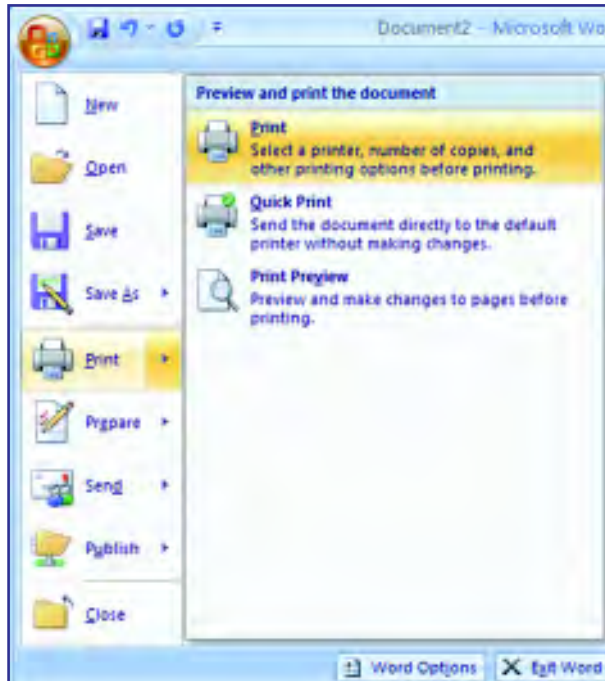 Document2 - Microsoft Wo
New
Open
Save
Save As
Print
Prepare
Send
Publish
Close
Preview and print the document
Print
Select a printer, number of copies, and
other printing options before printing.
Quick Print
Send the document directly to the default
printer without making changes.
Print Preview
Preview and make changes to pages before
printing.
Word Options
Exit Word